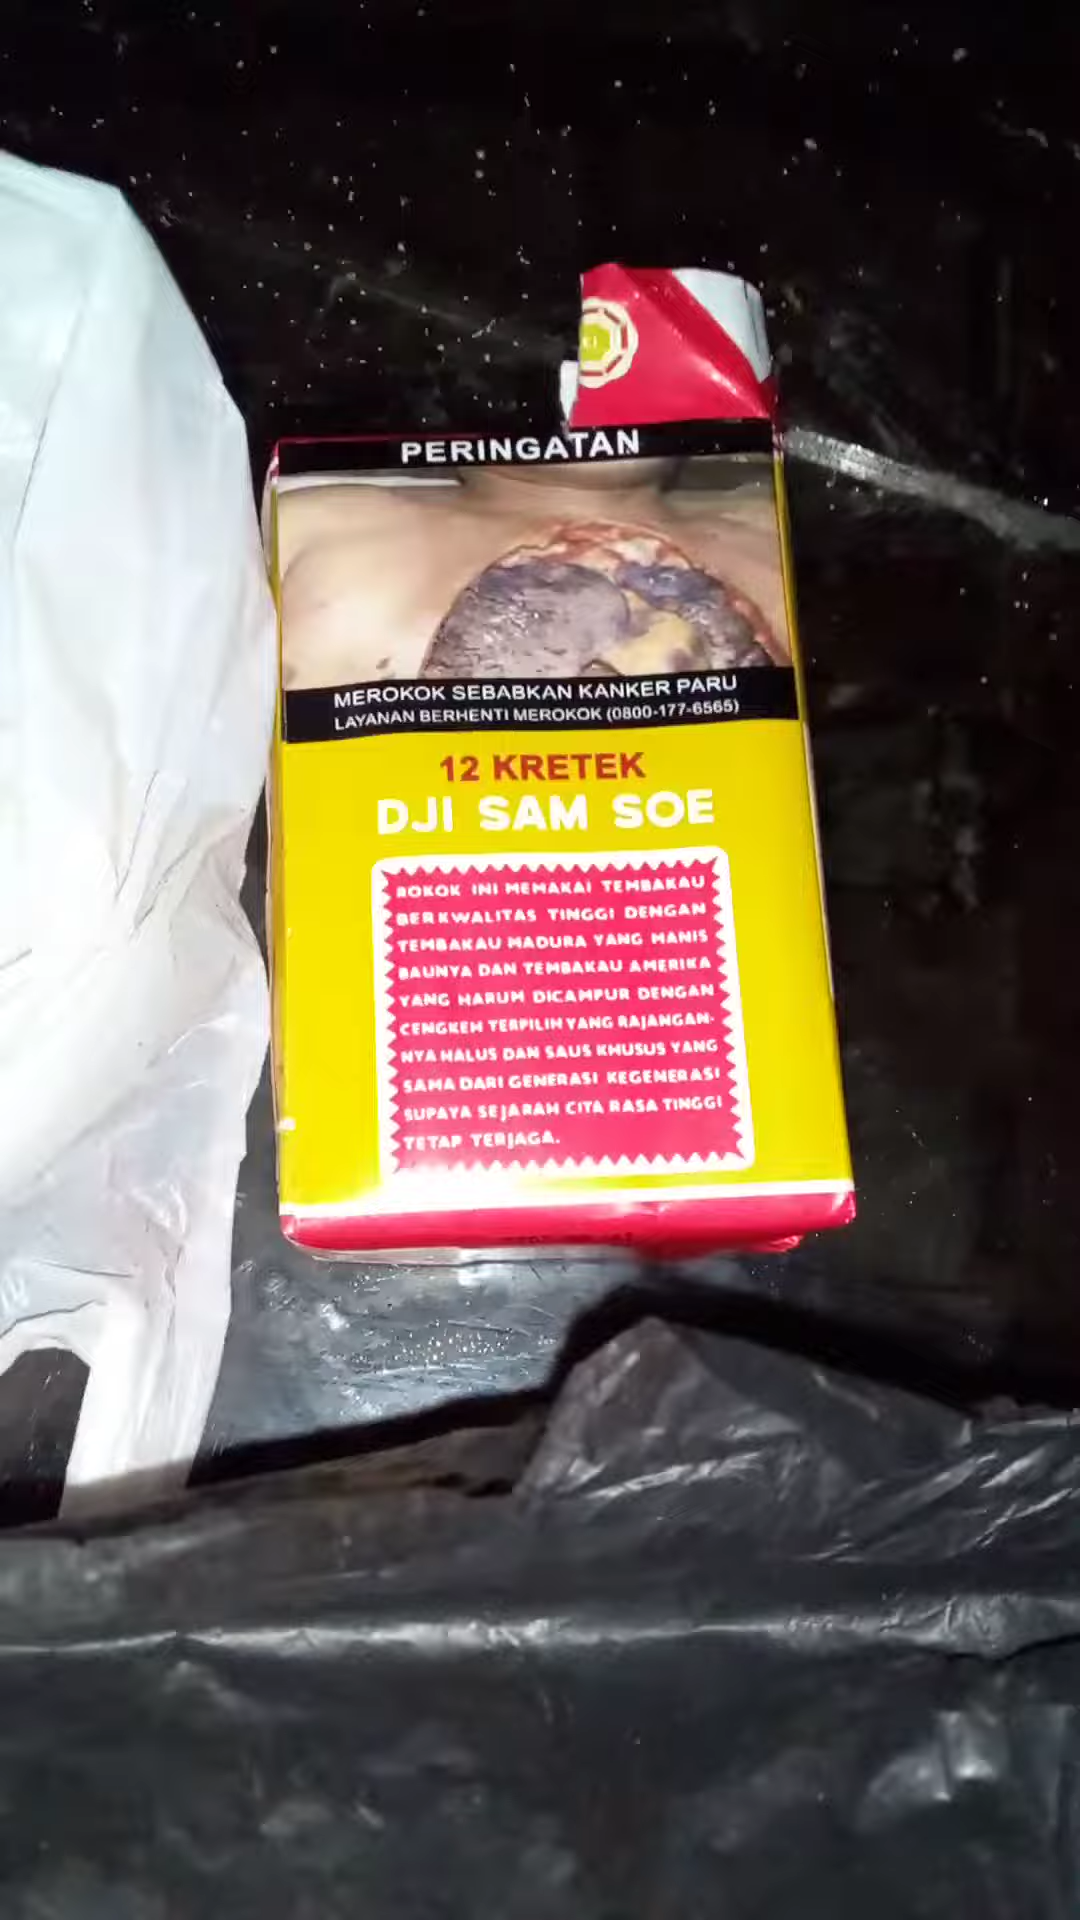 PERINGATAN
MEROKOK SEBABKAN KANKER PARU
LAYANAN BERHENTI MEROKOK (0800-177-6565)
12 KRETEK
DJI SAM SOE
ROKOK INI MEMAKAI TEMBAKAU
BERKWALITAS TINGGI DENGAN
TEMBAKAU MADURA YANG MANIS
BAUNYA DAN TEMBAKAU AMERIKA
YANG HARUM DICAMPUR DENGAN
CENGKEH TERPILIH YANG RAJANGAN-
NYA HALUS DAN SAUS KHUSUS YANG
SAMA DARI GENERASI KEGENERASI
SUPAYA SEJARAH CITA RASA TINGGI
TETAP TERJAGA.